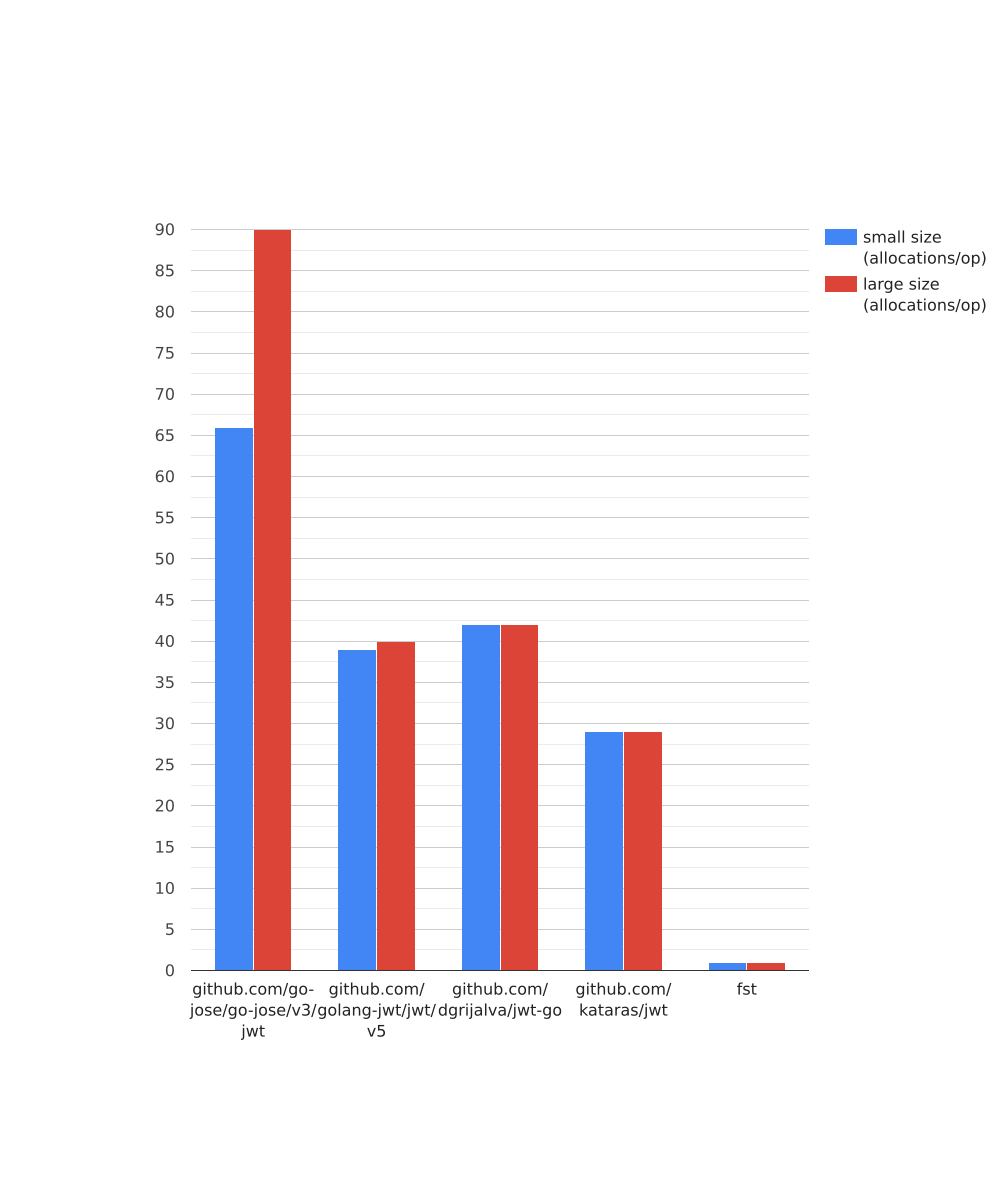 90
85
80
75
70
65
60
55
50
45
40
35
30
25
20
15
10
5
0
small size
(allocations/op)
large size
(allocations/op)
github.com/go-
jose/go-jose/v3/
jwt
github.com/
golang-jwt/jwt/
v5
github.com/
dgrijalva/jwt-go
github.com/
kataras/jwt
fst